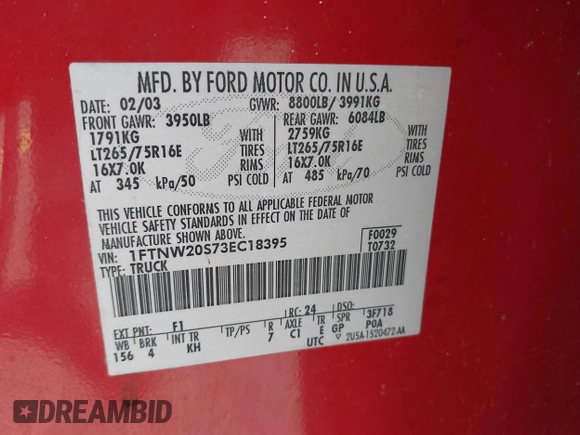 MFD. BY FORD MOTOR CO. IN U.S.A.
DATE: 02/03 GVWR: 8800LB/ 3991KG
FRONT GAWR: 3950LB REAR GAWR: 6084LB
1791KG WITH 2759KG WITH
LT265/75R16E TIRES LT265/75R16E TIRES
16X7.0K RIMS 16X7.0K RIMS
AT 345 kPa/50 PSI COLD AT 485 kPa/70 PSI COLD
THIS VEHICLE CONFORMS TO ALL APPLICABLE FEDERAL MOTOR
VEHICLE SAFETY STANDARDS IN EFFECT ON THE DATE OF
MANUFACTURE SHOWN ABOVE.
VIN: 1FTNW20S73EC18395 F0029
TYPE: TRUCK T0732
EXT PNT: F1 RC: 24 DSO: 3F718
WB BRK INT TR TP/PS R AXLE TR SPR P0A
156 4 KH 7 C1 E GP
UTC ▽ 2U5A-1520472-AA
DREAMBID